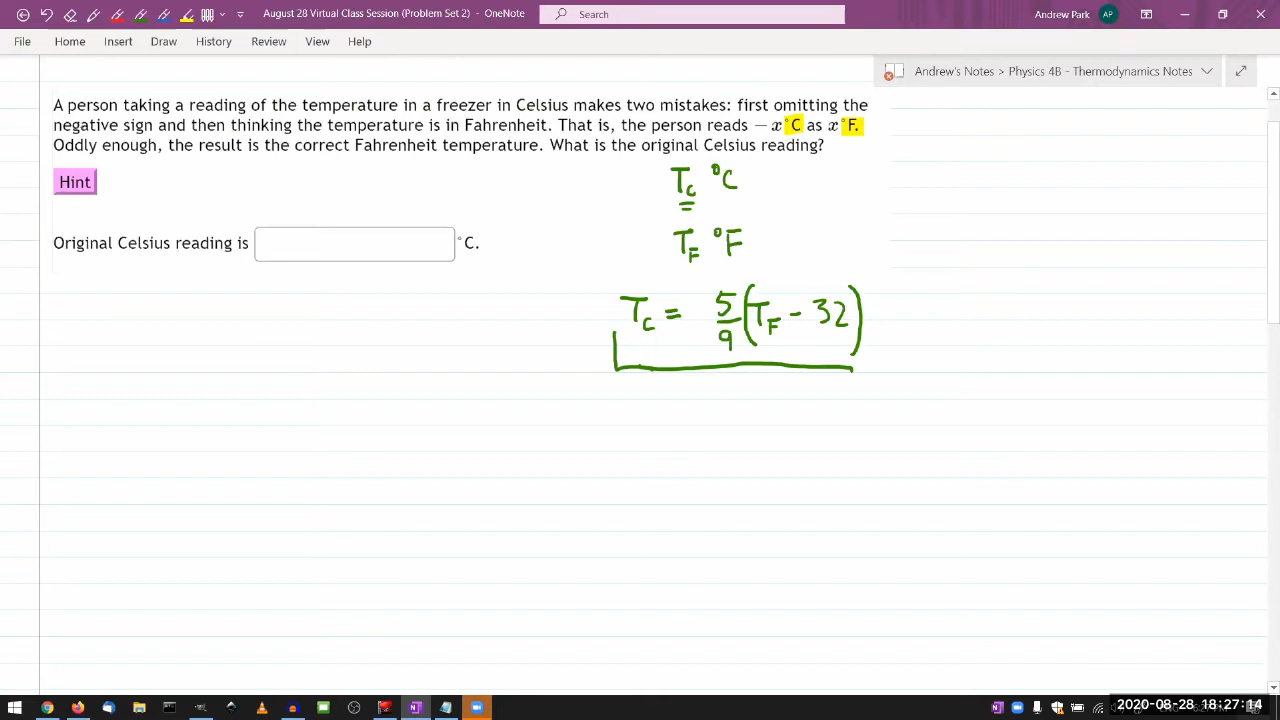 August 28 Virtual Class Session (Problem Set 2) - OneNote
Search
Andrew Park
AP
File Home Insert Draw History Review View Help
Andrew's Notes > Physics 4B - Thermodynamics Notes
A person taking a reading of the temperature in a freezer in Celsius makes two mistakes: first omitting the
negative sign and then thinking the temperature is in Fahrenheit. That is, the person reads −x°C as x°F.
Oddly enough, the result is the correct Fahrenheit temperature. What is the original Celsius reading?
Hint
T_C °C
T_F °F
Original Celsius reading is °C.
T_C = 5/9 (T_F - 32)
2020-08-28 18:27:14